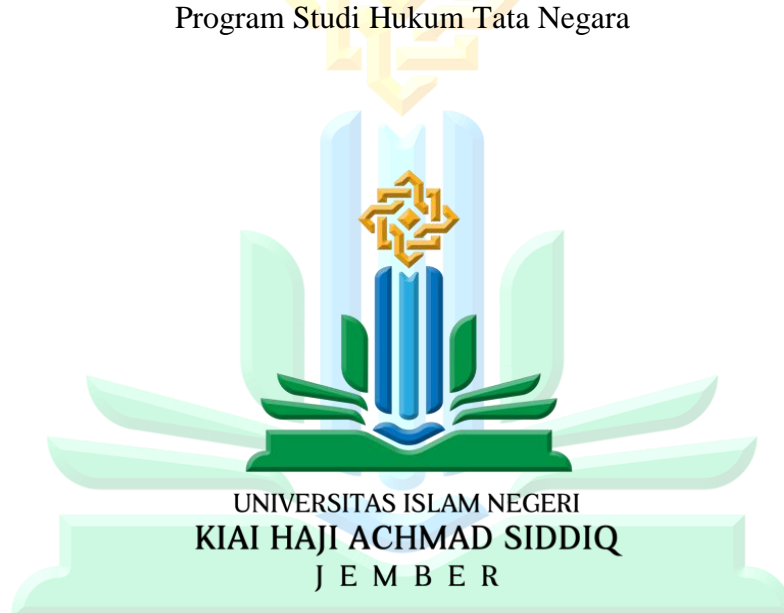 Program Studi Hukum Tata Negara
UNIVERSITAS ISLAM NEGERI
KIAI HAJI ACHMAD SIDDIQ
J E M B E R